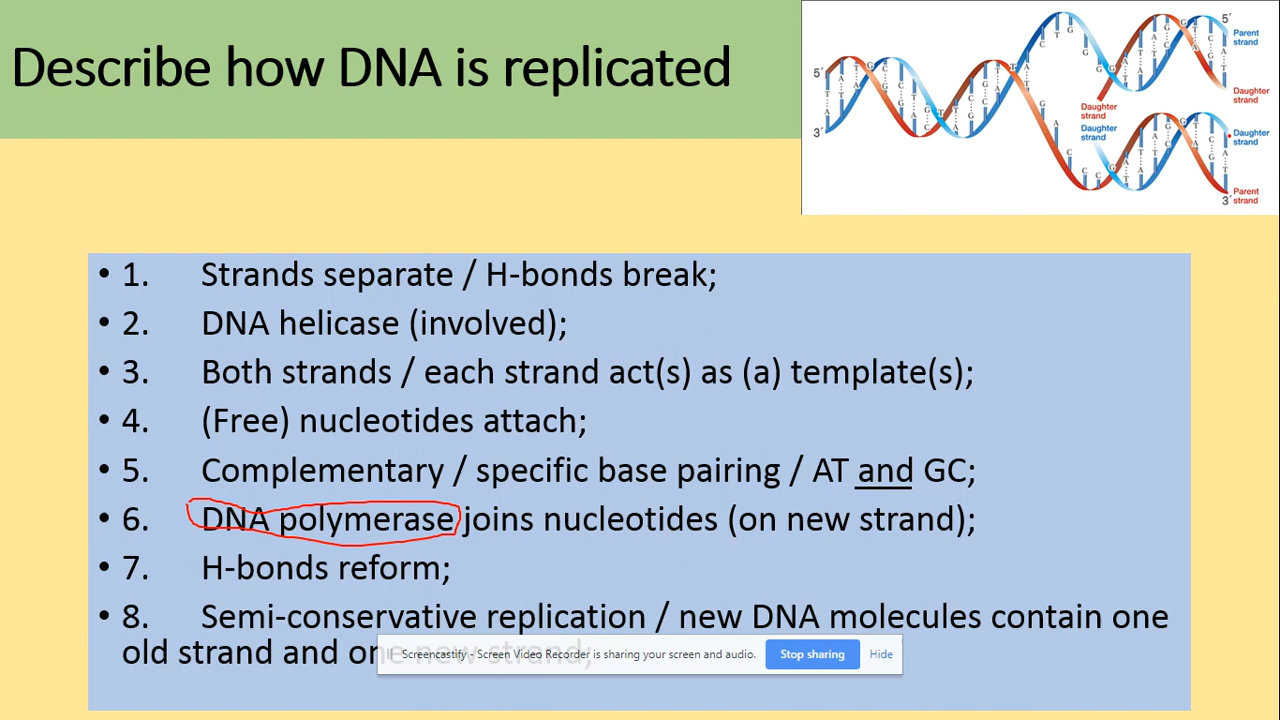 Describe how DNA is replicated
5'
Parent
strand
5'
3'
Daughter
strand
Daughter
strand
Daughter
strand
Daughter
strand
Parent
strand
3'
• 1. Strands separate / H-bonds break;
• 2. DNA helicase (involved);
• 3. Both strands / each strand act(s) as (a) template(s);
• 4. (Free) nucleotides attach;
• 5. Complementary / specific base pairing / AT and GC;
• 6. DNA polymerase joins nucleotides (on new strand);
• 7. H-bonds reform;
• 8. Semi-conservative replication / new DNA molecules contain one
old strand and one new strand;
Screencastify - Screen Video Recorder is sharing your screen and audio.
Stop sharing
Hide